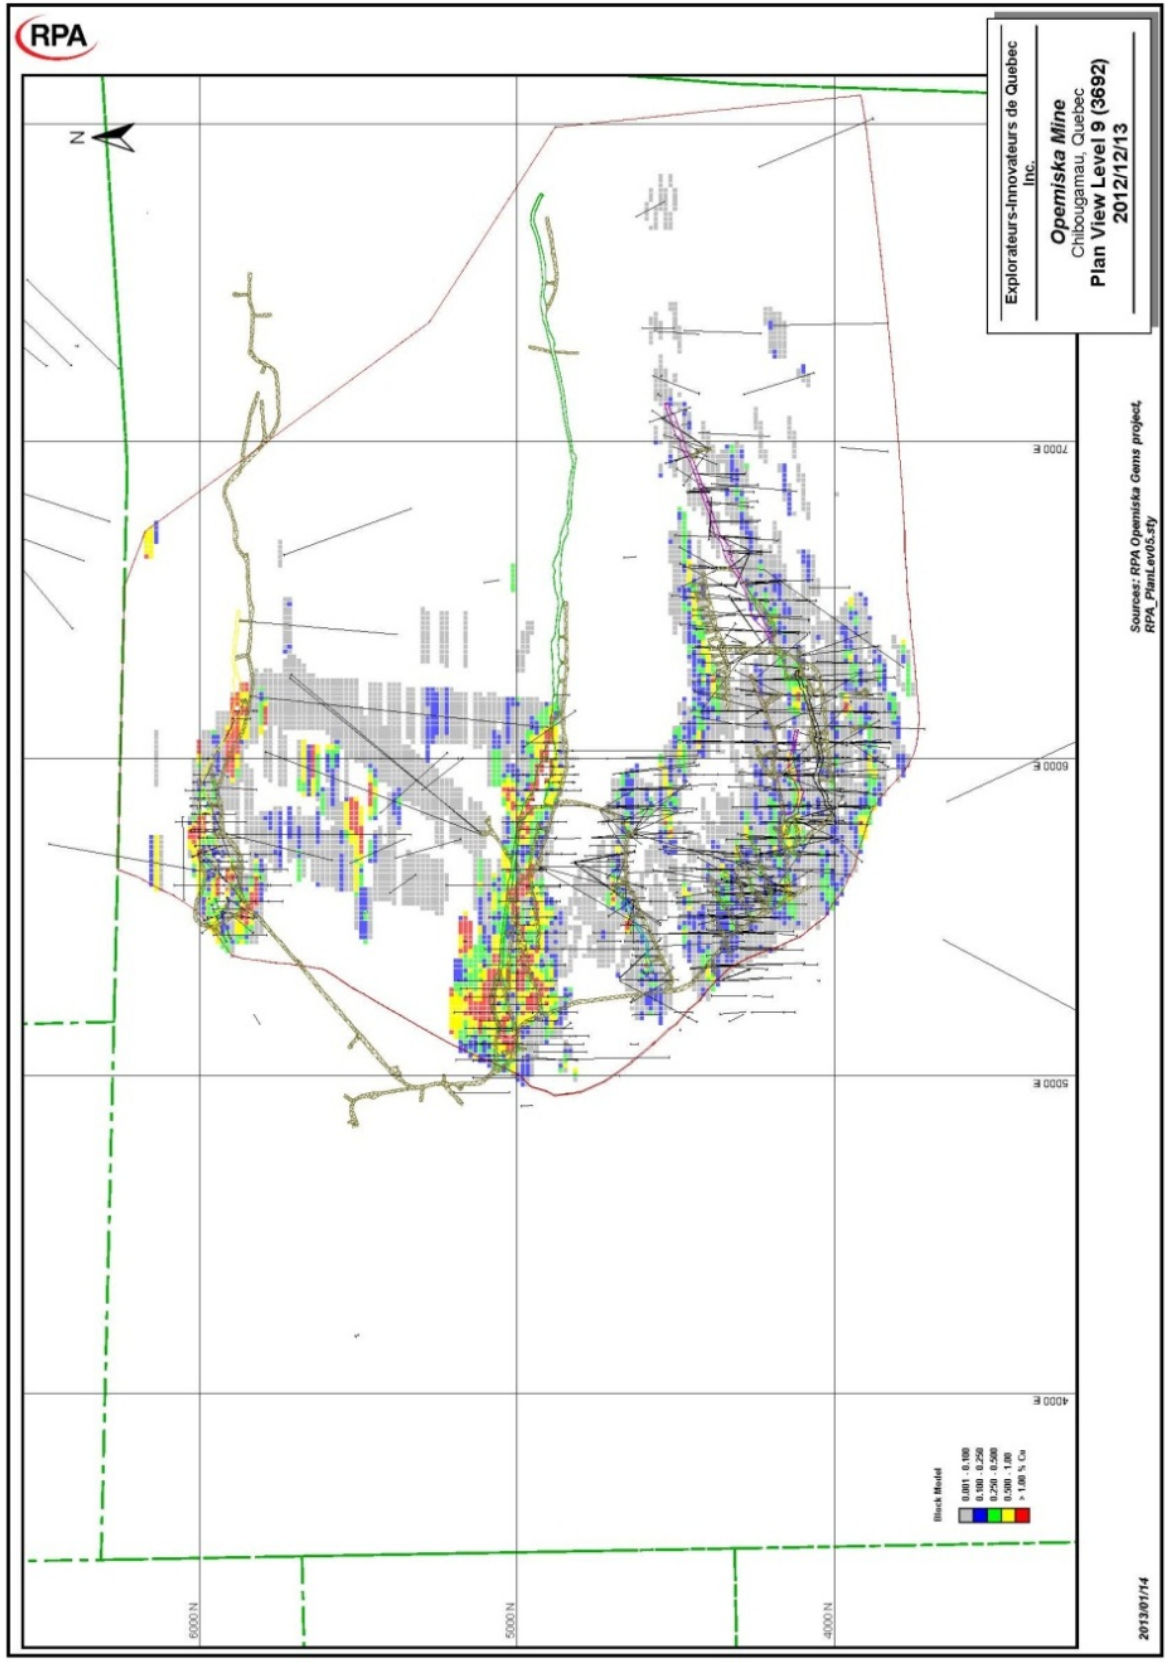 RPA
N
Explorateurs-Innovateurs de Quebec
Inc.
Opemiska Mine
Chibougamau, Quebec
Plan View Level 9 (3692)
2012/12/13
7000 E
6000 E
5000 E
4000 E
6000 N
5000 N
4000 N
Sources: RPA Opemiska Gems project,
RPA_PlanLev05.sty
Block Model
0.001 - 0.100
0.100 - 0.250
0.250 - 0.500
0.500 - 1.00
> 1.00 % Cu
2013/01/14